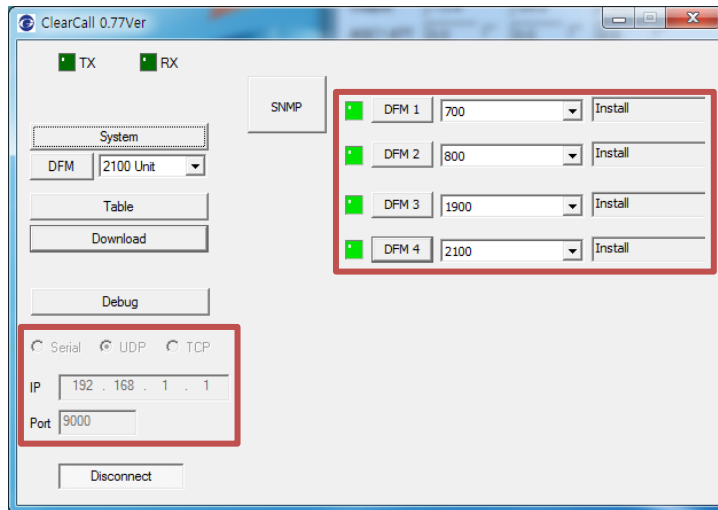 ClearCall 0.77Ver
TX RX
SNMP
System
DFM 2100 Unit
Table
Download
Debug
Serial UDP TCP
IP 192 . 168 . 1 . 1
Port 9000
Disconnect
DFM 1 700 Install
DFM 2 800 Install
DFM 3 1900 Install
DFM 4 2100 Install